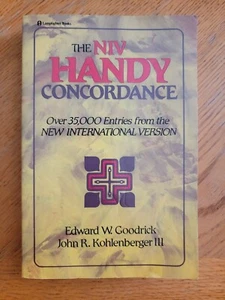 THE NIV
HANDY
CONCORDANCE
Over 35,000 Entries from the
NEW INTERNATIONAL VERSION
Edward W. Goodrick
John R. Kohlenberger III